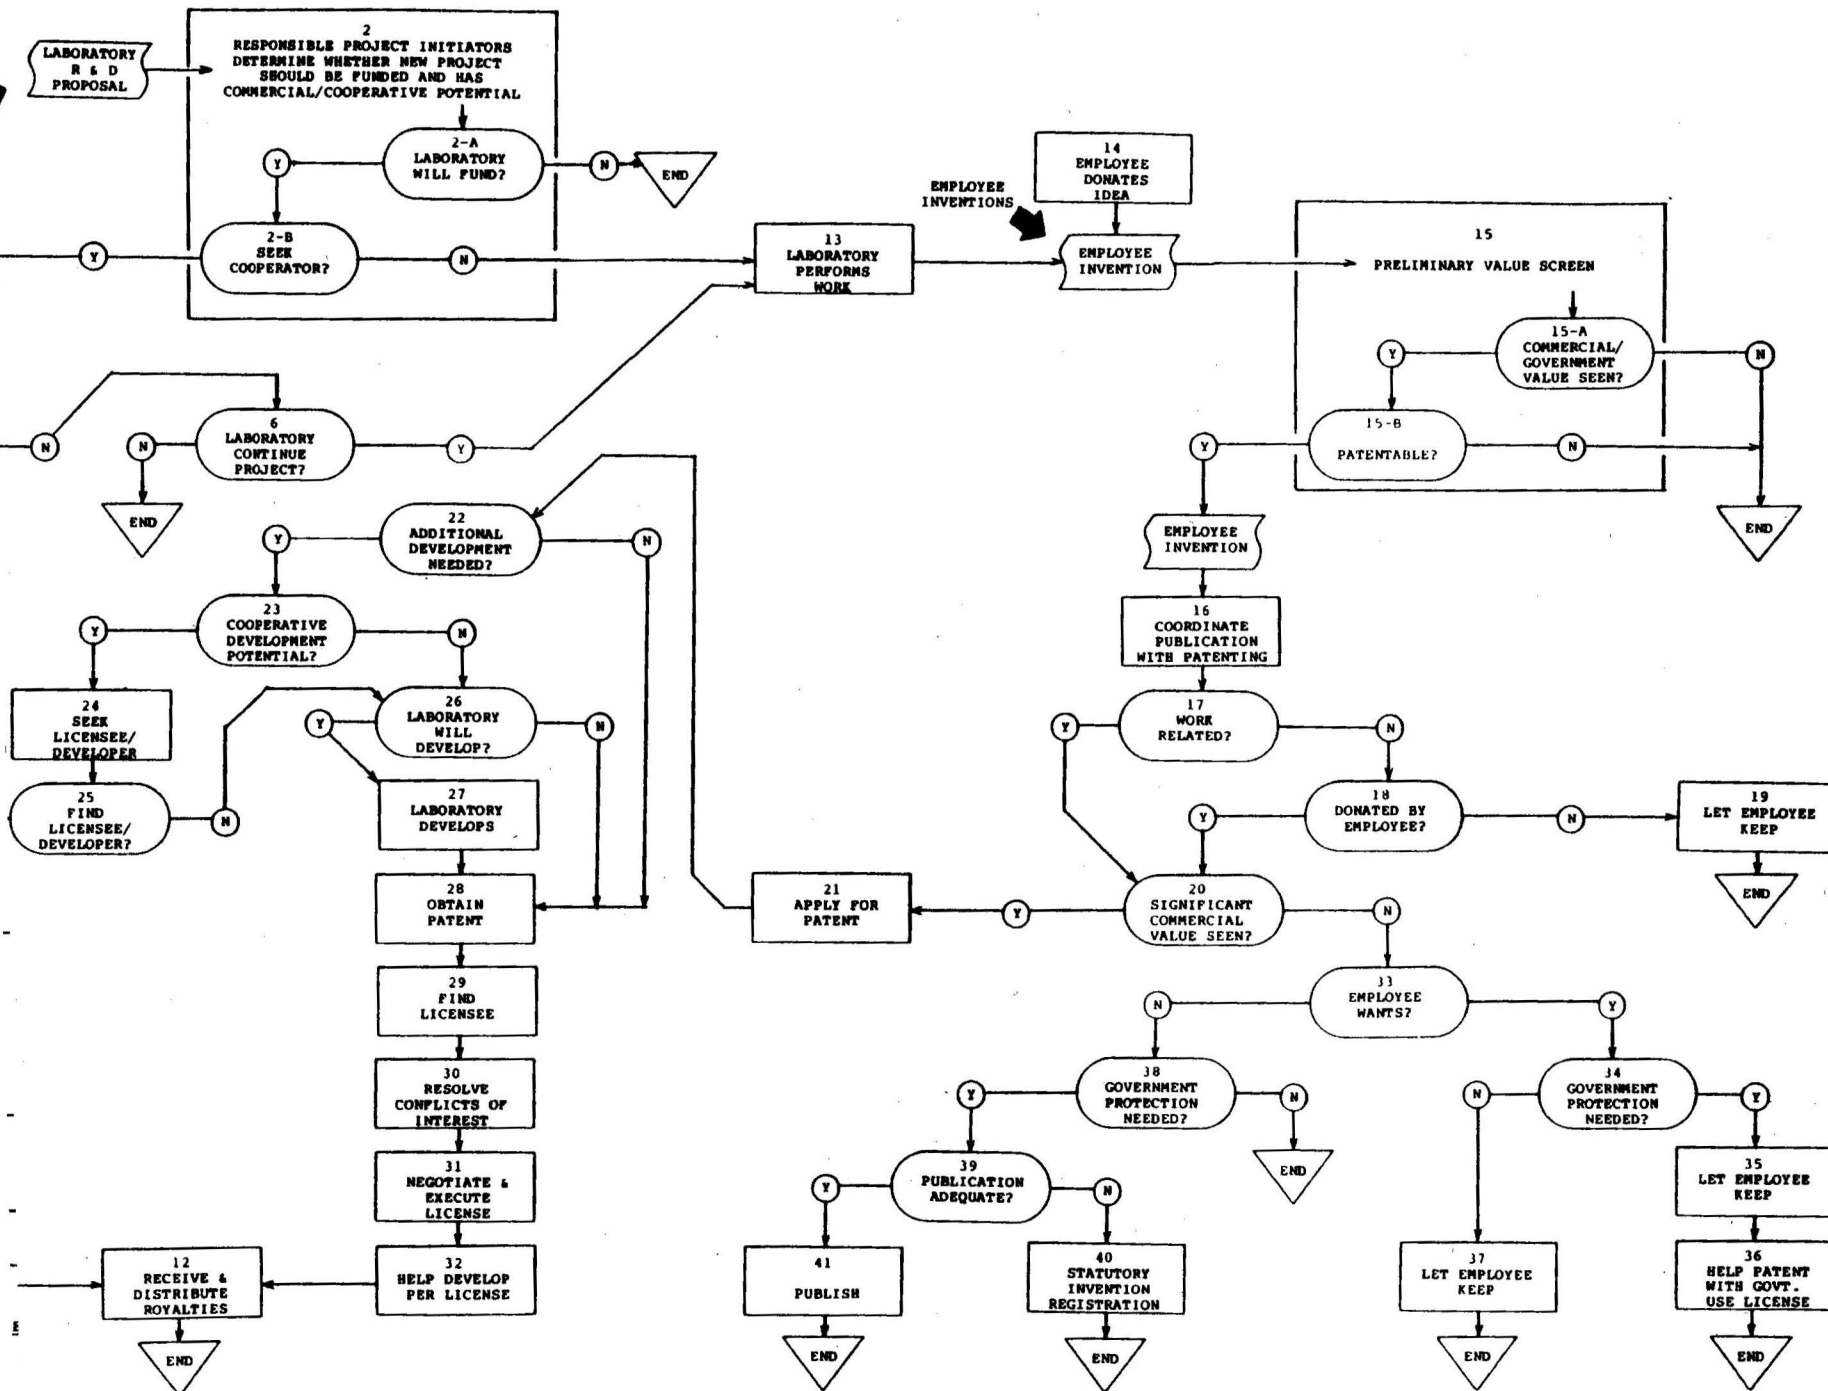 LABORATORY
R & D
PROPOSAL
2
RESPONSIBLE PROJECT INITIATORS
DETERMINE WHETHER NEW PROJECT
SHOULD BE FUNDED AND HAS
COMMERCIAL/COOPERATIVE POTENTIAL
2-A
LABORATORY
WILL FUND?
Y
N
END
2-B
SEEK
COOPERATOR?
Y
N
13
LABORATORY
PERFORMS
WORK
14
EMPLOYEE
DONATES
IDEA
EMPLOYEE
INVENTIONS
EMPLOYEE
INVENTION
15
PRELIMINARY VALUE SCREEN
15-A
COMMERCIAL/
GOVERNMENT
VALUE SEEN?
Y
N
15-B
PATENTABLE?
Y
N
END
N
6
LABORATORY
CONTINUE
PROJECT?
N
Y
END
22
ADDITIONAL
DEVELOPMENT
NEEDED?
Y
N
EMPLOYEE
INVENTION
16
COORDINATE
PUBLICATION
WITH PATENTING
23
COOPERATIVE
DEVELOPMENT
POTENTIAL?
Y
N
24
SEEK
LICENSEE/
DEVELOPER
26
LABORATORY
WILL
DEVELOP?
Y
N
17
WORK
RELATED?
Y
N
25
FIND
LICENSEE/
DEVELOPER?
N
27
LABORATORY
DEVELOPS
18
DONATED BY
EMPLOYEE?
Y
N
19
LET EMPLOYEE
KEEP
END
28
OBTAIN
PATENT
21
APPLY FOR
PATENT
20
SIGNIFICANT
COMMERCIAL
VALUE SEEN?
Y
N
29
FIND
LICENSEE
33
EMPLOYEE
WANTS?
N
Y
30
RESOLVE
CONFLICTS OF
INTEREST
38
GOVERNMENT
PROTECTION
NEEDED?
Y
N
END
34
GOVERNMENT
PROTECTION
NEEDED?
N
Y
31
NEGOTIATE &
EXECUTE
LICENSE
39
PUBLICATION
ADEQUATE?
Y
N
35
LET EMPLOYEE
KEEP
12
RECEIVE &
DISTRIBUTE
ROYALTIES
END
32
HELP DEVELOP
PER LICENSE
41
PUBLISH
END
40
STATUTORY
INVENTION
REGISTRATION
END
37
LET EMPLOYEE
KEEP
END
36
HELP PATENT
WITH GOVT.
USE LICENSE
END